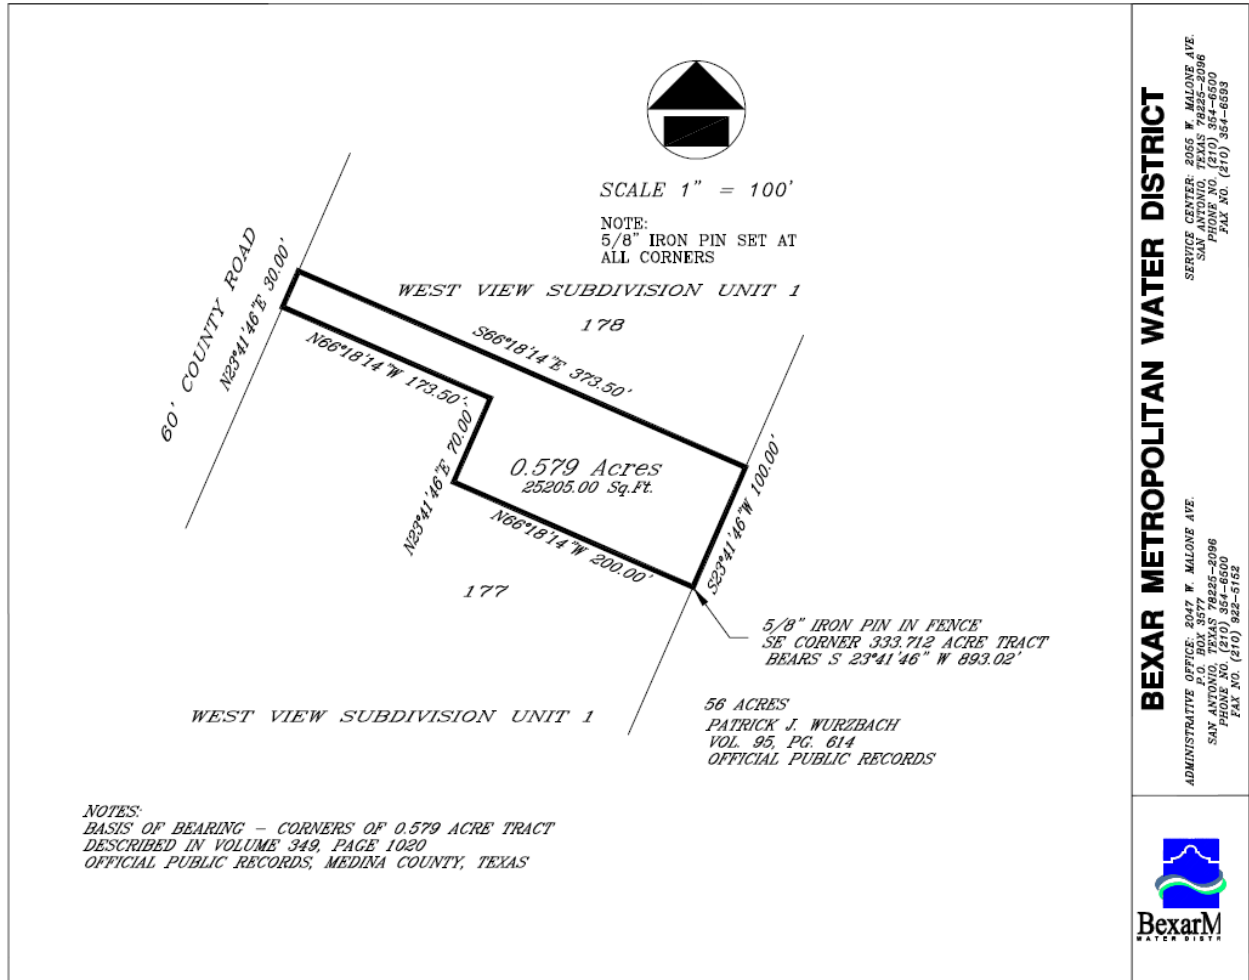 SCALE 1" = 100'
NOTE:
5/8" IRON PIN SET AT
ALL CORNERS
WEST VIEW SUBDIVISION UNIT 1
178
60' COUNTY ROAD
N23°41'46"E 30.00'
S66°18'14"E 373.50'
N66°18'14"W 173.50'
N23°41'46"E 70.00'
0.579 Acres
25205.00 Sq.Ft.
N66°18'14"W 200.00'
S23°41'46"W 100.00'
177
5/8" IRON PIN IN FENCE
SE CORNER 333.712 ACRE TRACT
BEARS S 23°41'46" W 893.02'
56 ACRES
PATRICK J. WURZBACH
VOL. 95, PG. 614
OFFICIAL PUBLIC RECORDS
WEST VIEW SUBDIVISION UNIT 1
NOTES:
BASIS OF BEARING - CORNERS OF 0.579 ACRE TRACT
DESCRIBED IN VOLUME 349, PAGE 1020
OFFICIAL PUBLIC RECORDS, MEDINA COUNTY, TEXAS
BEXAR METROPOLITAN WATER DISTRICT
ADMINISTRATIVE OFFICE: 2047 W. MALONE AVE.
P.O. BOX 3577
SAN ANTONIO, TEXAS 78225-2096
PHONE NO. (210) 354-6500
FAX NO. (210) 922-5152
SERVICE CENTER: 2055 W. MALONE AVE.
SAN ANTONIO, TEXAS 78225-2096
PHONE NO. (210) 354-6500
FAX NO. (210) 354-6593
BexarM
WATER DISTR